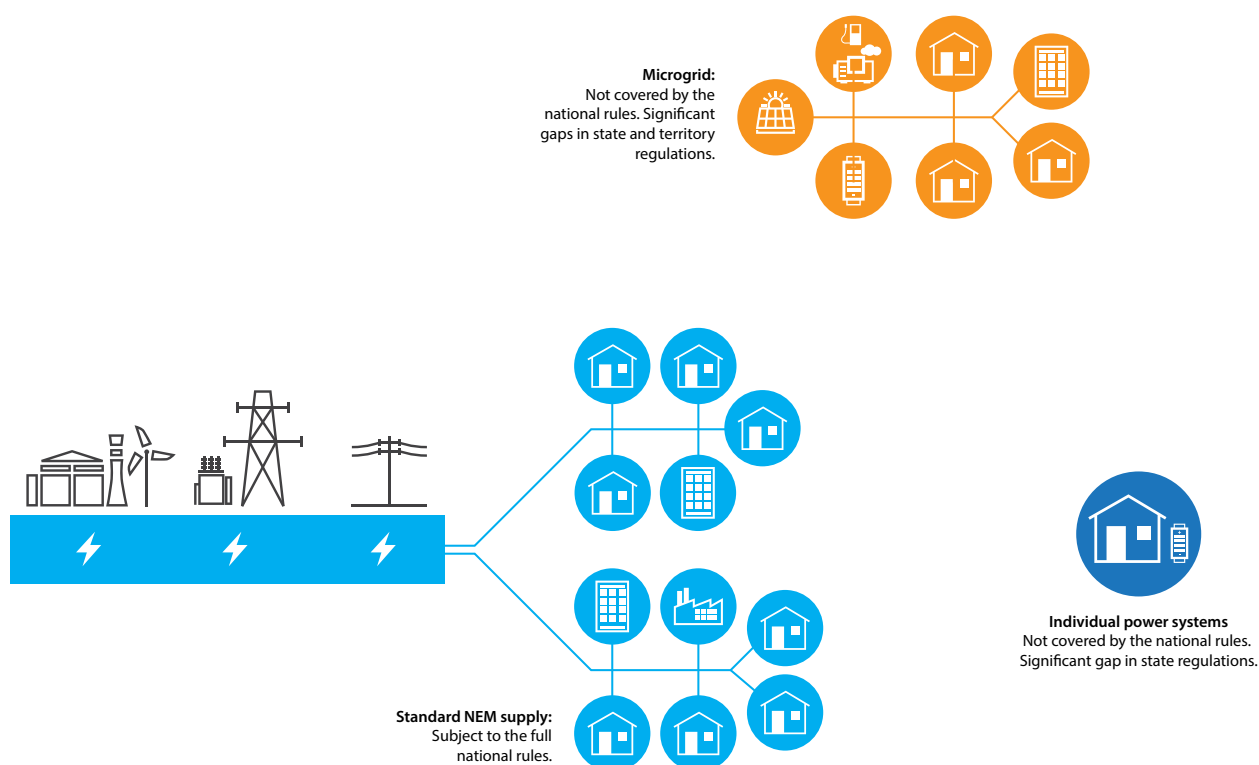 Microgrid:
Not covered by the
national rules. Significant
gaps in state and territory
regulations.
Individual power systems
Not covered by the national rules.
Significant gap in state regulations.
Standard NEM supply:
Subject to the full
national rules.